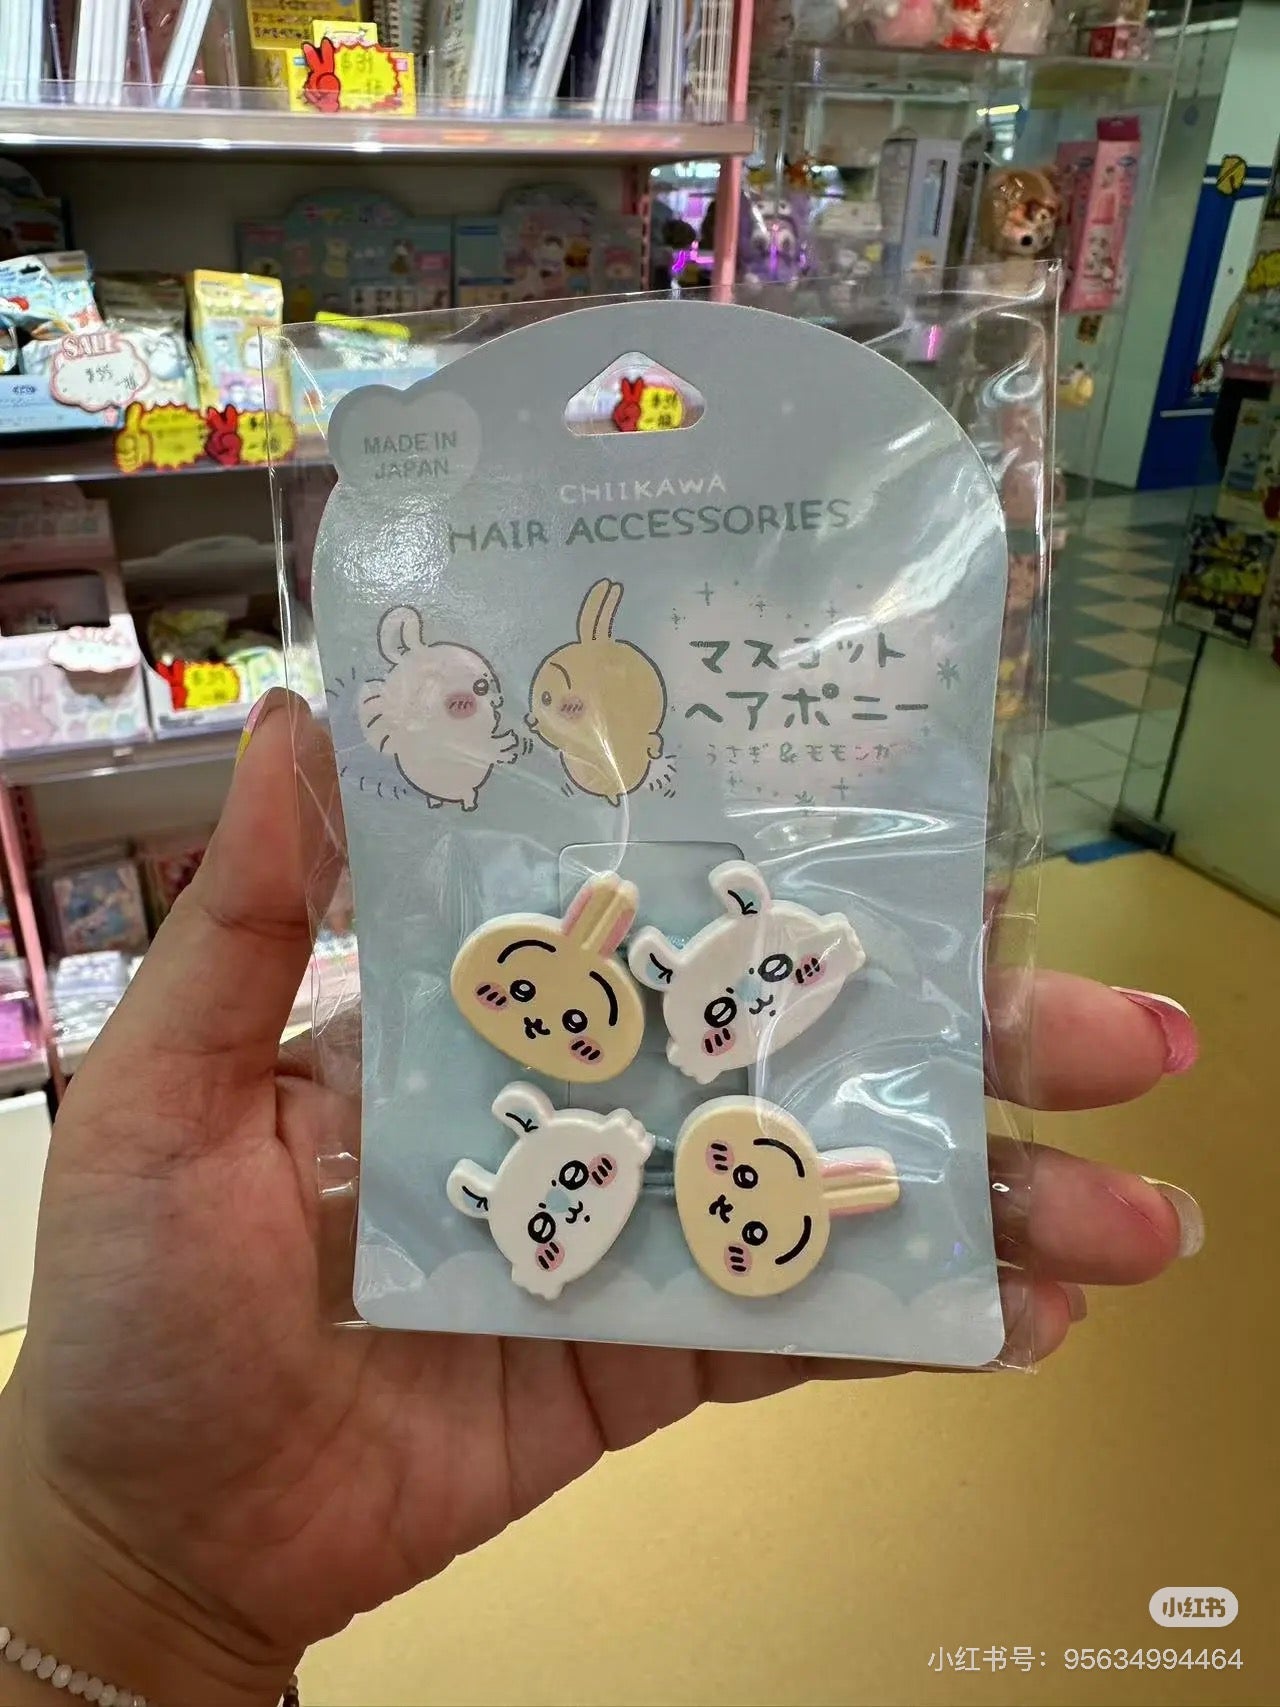 SALE
MADE IN
JAPAN
CHIIKAWA
HAIR ACCESSORIES
マスコット
ヘアポニー
うさぎ&モモンガ
小红书
小红书号：95634994464